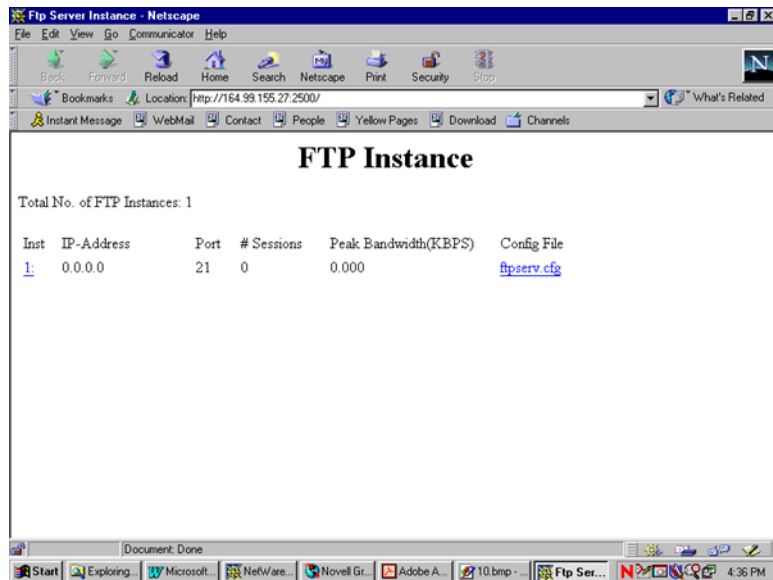 Ftp Server Instance - Netscape
File Edit View Go Communicator Help
Back Forward Reload Home Search Netscape Print Security Stop
N
Bookmarks Location: http://164.99.155.27:2500/ What's Related
Instant Message WebMail Contact People Yellow Pages Download Channels
FTP Instance
Total No. of FTP Instances: 1
Inst IP-Address Port # Sessions Peak Bandwidth(KBPS) Config File
1: 0.0.0.0 21 0 0.000 ftpserv.cfg
Document: Done
Start Exploring... Microsoft... NetWare... Novell Gr... Adobe A... 10.bmp - ... Ftp Ser... N 4:36 PM